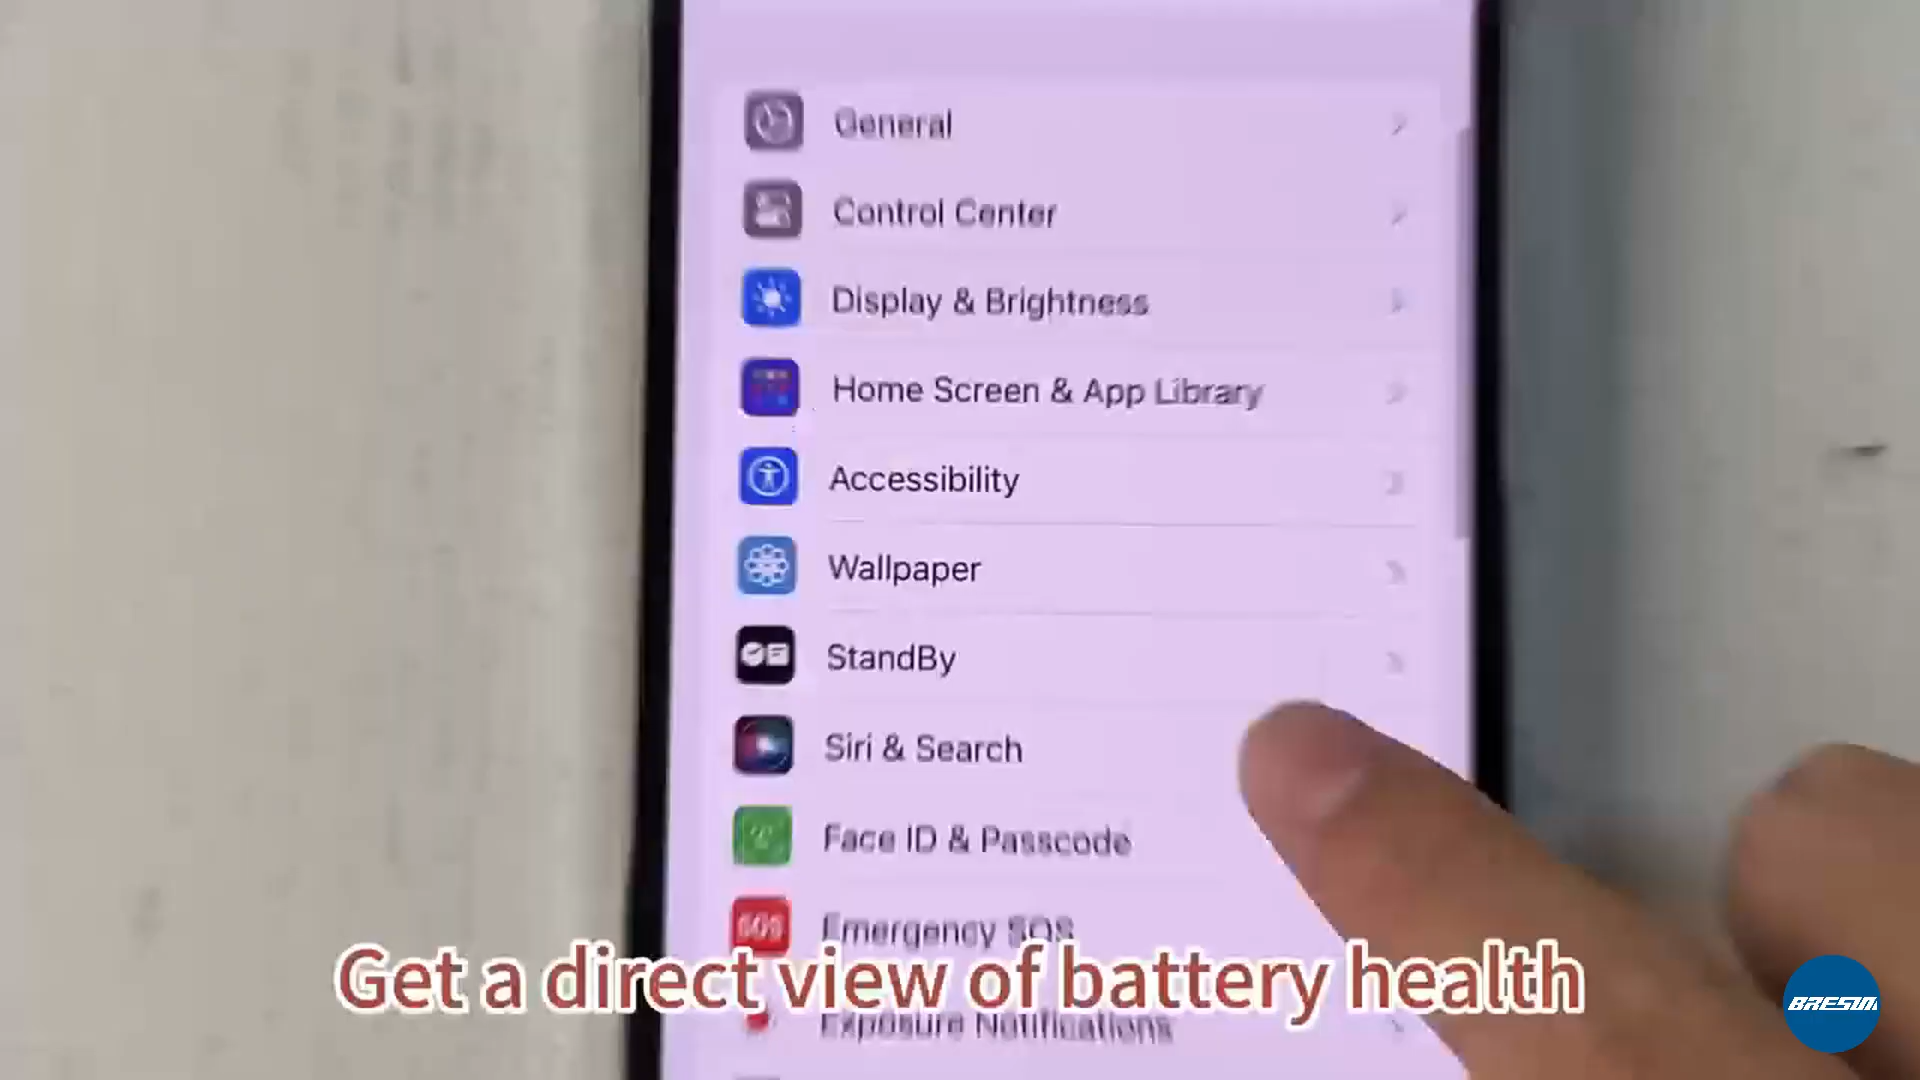 General
Control Center
Display & Brightness
Home Screen & App Library
Accessibility
Wallpaper
StandBy
Siri & Search
Face ID & Passcode
SOS Emergency SOS
Get a direct view of battery health
Exposure Notifications